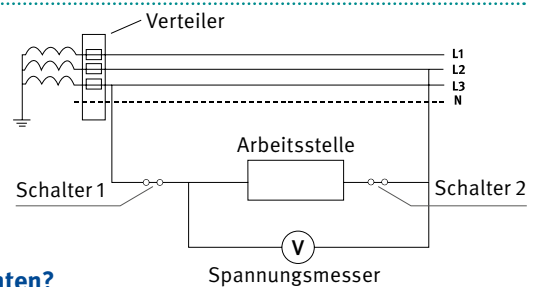 Verteiler
L1
L2
L3
N
Arbeitsstelle
Schalter 1
Schalter 2
V
Spannungsmesser